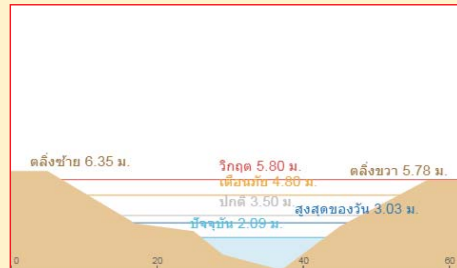 ตลิ่งซ้าย 6.35 ม.
วิกฤต 5.80 ม.
ตลิ่งขวา 5.78 ม.
เตือนภัย 4.80 ม.
ปกติ 3.50 ม.
สูงสุดของวัน 3.03 ม.
ปัจจุบัน 2.09 ม.
0 20 40 60